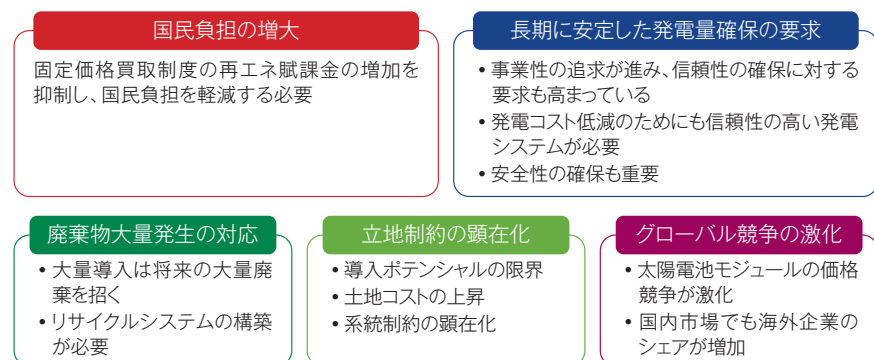 国民負担の増大
固定価格買取制度の再エネ賦課金の増加を
抑制し、国民負担を軽減する必要
長期に安定した発電量確保の要求
• 事業性の追求が進み、信頼性の確保に対する
要求も高まっている
• 発電コスト低減のためにも信頼性の高い発電
システムが必要
• 安全性の確保も重要
廃棄物大量発生の対応
• 大量導入は将来の大量廃
棄を招く
• リサイクルシステムの構築
が必要
立地制約の顕在化
• 導入ポテンシャルの限界
• 土地コストの上昇
• 系統制約の顕在化
グローバル競争の激化
• 太陽電池モジュールの価格
競争が激化
• 国内市場でも海外企業の
シェアが増加